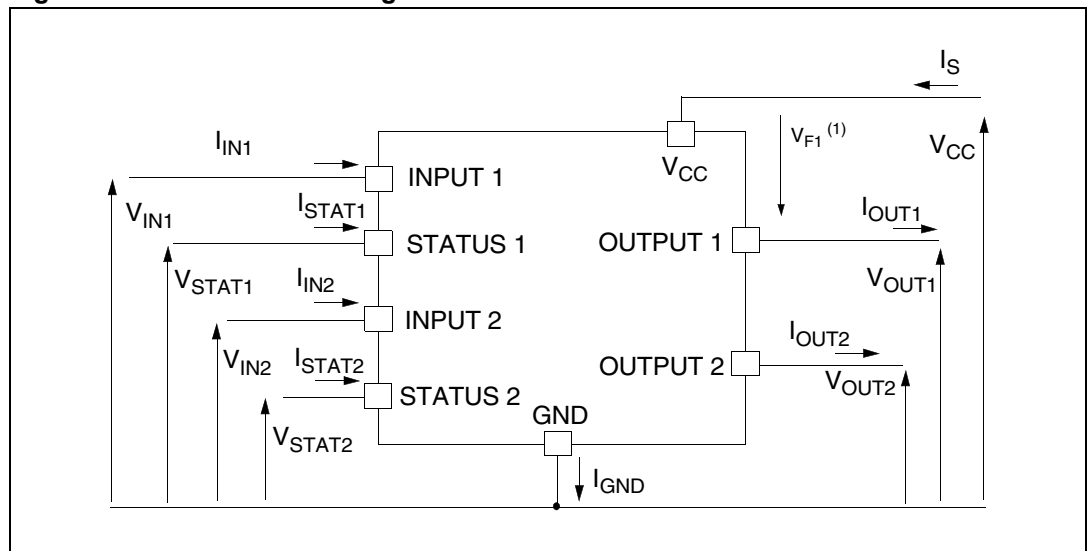 I_S
V_F1 (1)
V_CC
V_CC
I_IN1
INPUT 1
V_IN1
I_STAT1
STATUS 1
V_STAT1
I_IN2
INPUT 2
V_IN2
I_STAT2
STATUS 2
V_STAT2
OUTPUT 1
I_OUT1
V_OUT1
OUTPUT 2
I_OUT2
V_OUT2
GND
I_GND